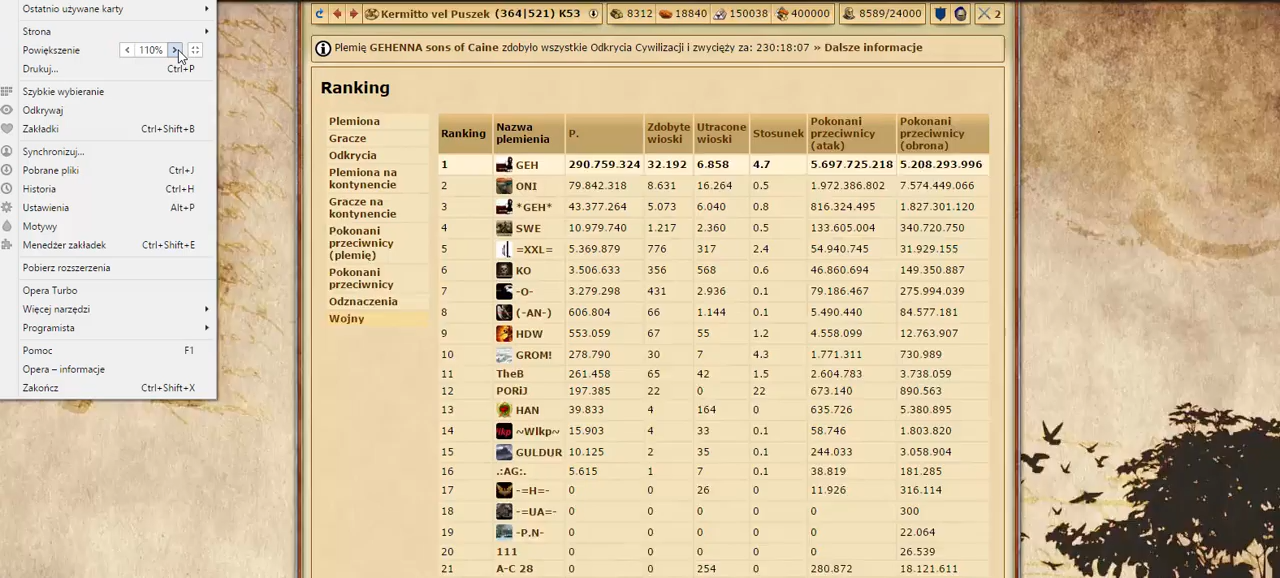 Ostatnio używane karty
Strona
Powiększenie 110%
Drukuj... Ctrl+P
Szybkie wybieranie
Odkrywaj
Zakładki Ctrl+Shift+B
Synchronizuj...
Pobrane pliki Ctrl+J
Historia Ctrl+H
Ustawienia Alt+P
Motywy
Menedżer zakładek Ctrl+Shift+E
Pobierz rozszerzenia
Opera Turbo
Więcej narzędzi
Programista
Pomoc F1
Opera – informacje
Zakończ Ctrl+Shift+X
Kermitto vel Puszek (364|521) K53 8312 18840 150038 400000 8589/24000 2
Plemię GEHENNA sons of Caine zdobyło wszystkie Odkrycia Cywilizacji i zwycięży za: 230:18:07 » Dalsze informacje
Ranking
Plemiona
Gracze
Odkrycia
Plemiona na
kontynencie
Gracze na
kontynencie
Pokonani
przeciwnicy
(plemię)
Pokonani
przeciwnicy
Odznaczenia
Wojny
Ranking Nazwa plemienia P. Zdobyte wioski Utracone wioski Stosunek Pokonani przeciwnicy (atak) Pokonani przeciwnicy (obrona)
1 GEH 290.759.324 32.192 6.858 4.7 5.697.725.218 5.208.293.996
2 ONI 79.842.318 8.631 16.264 0.5 1.972.386.802 7.574.449.066
3 *GEH* 43.377.264 5.073 6.040 0.8 816.324.495 1.827.301.120
4 SWE 10.979.740 1.217 2.360 0.5 133.605.004 340.720.750
5 =XXL= 5.369.879 776 317 2.4 54.940.745 31.929.155
6 KO 3.506.633 356 568 0.6 46.860.694 149.350.887
7 -O- 3.279.298 431 2.936 0.1 79.186.467 275.994.039
8 (-AN-) 606.804 66 1.144 0.1 5.490.440 84.577.181
9 HDW 553.059 67 55 1.2 4.558.099 12.763.907
10 GROM! 278.790 30 7 4.3 1.771.311 730.989
11 TheB 261.458 65 42 1.5 2.604.783 3.738.059
12 PORiJ 197.385 22 0 22 673.140 890.563
13 HAN 39.833 4 164 0 635.726 5.380.895
14 ~Wlkp~ 15.903 4 33 0.1 58.746 1.803.820
15 GULDUR 10.125 2 35 0.1 244.033 3.058.904
16 .:AG:. 5.615 1 7 0.1 38.819 181.285
17 -=H=- 0 0 26 0 11.926 316.114
18 -=UA=- 0 0 0 0 0 300
19 -P.N- 0 0 0 0 0 22.064
20 111 0 0 0 0 0 26.539
21 A-C 28 0 0 254 0 280.872 18.121.611